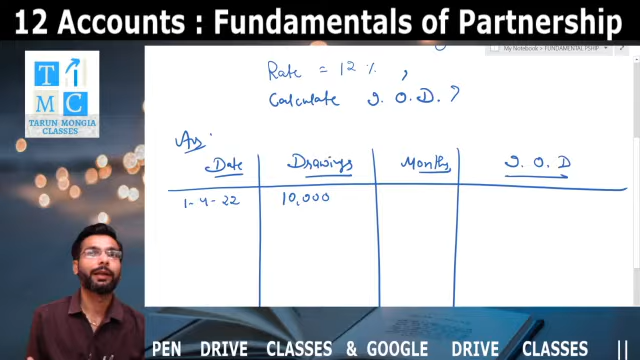 12 Accounts : Fundamentals of Partnership
My Notebook > FUNDAMENTAL PSHIP
T I
M C
TARUN MONGIA
CLASSES
Rate = 12 %,
Calculate I. O. D. ?
Ans:
Date Drawings Months I. O. D
1-4-22 10,000
PEN DRIVE CLASSES & GOOGLE DRIVE CLASSES ||